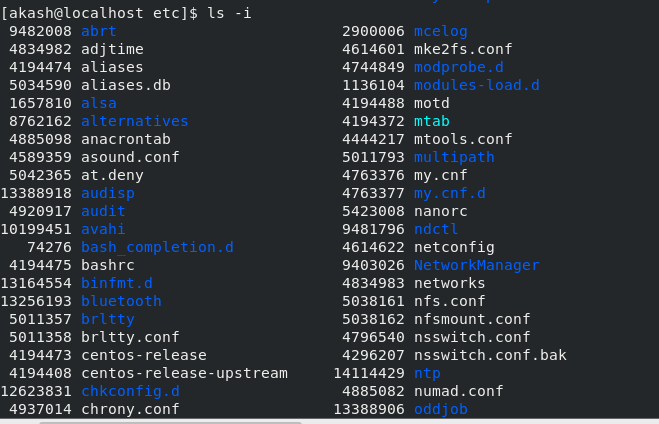 [akash@localhost etc]$ ls -i
9482008 abrt 2900006 mcelog
4834982 adjtime 4614601 mke2fs.conf
4194474 aliases 4744849 modprobe.d
5034590 aliases.db 1136104 modules-load.d
1657810 alsa 4194488 motd
8762162 alternatives 4194372 mtab
4885098 anacrontab 4444217 mtools.conf
4589359 asound.conf 5011793 multipath
5042365 at.deny 4763376 my.cnf
13388918 audisp 4763377 my.cnf.d
4920917 audit 5423008 nanorc
10199451 avahi 9481796 ndctl
74276 bash_completion.d 4614622 netconfig
4194475 bashrc 9403026 NetworkManager
13164554 binfmt.d 4834983 networks
13256193 bluetooth 5038161 nfs.conf
5011357 brltty 5038162 nfsmount.conf
5011358 brltty.conf 4796540 nsswitch.conf
4194473 centos-release 4296207 nsswitch.conf.bak
4194408 centos-release-upstream 14114429 ntp
12623831 chkconfig.d 4885082 numad.conf
4937014 chrony.conf 13388906 oddjob